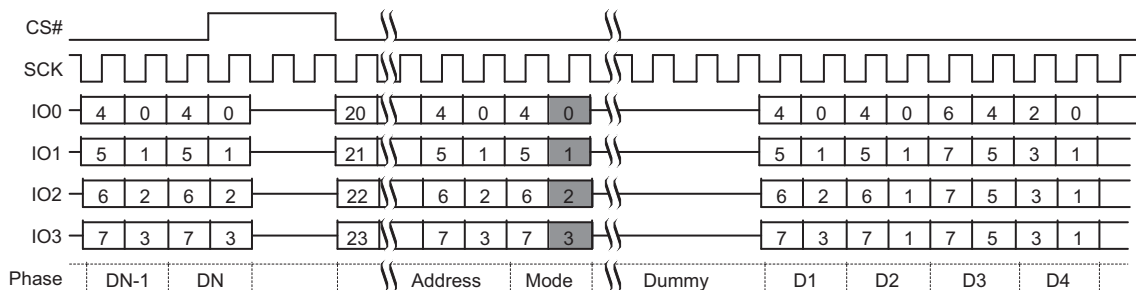 CS#
SCK
IO0 4 0 4 0 20 4 0 4 0 4 0 4 0 6 4 2 0
IO1 5 1 5 1 21 5 1 5 1 5 1 5 1 7 5 3 1
IO2 6 2 6 2 22 6 2 6 2 6 2 6 1 7 5 3 1
IO3 7 3 7 3 23 7 3 7 3 7 3 7 1 7 5 3 1
Phase DN-1 DN Address Mode Dummy D1 D2 D3 D4